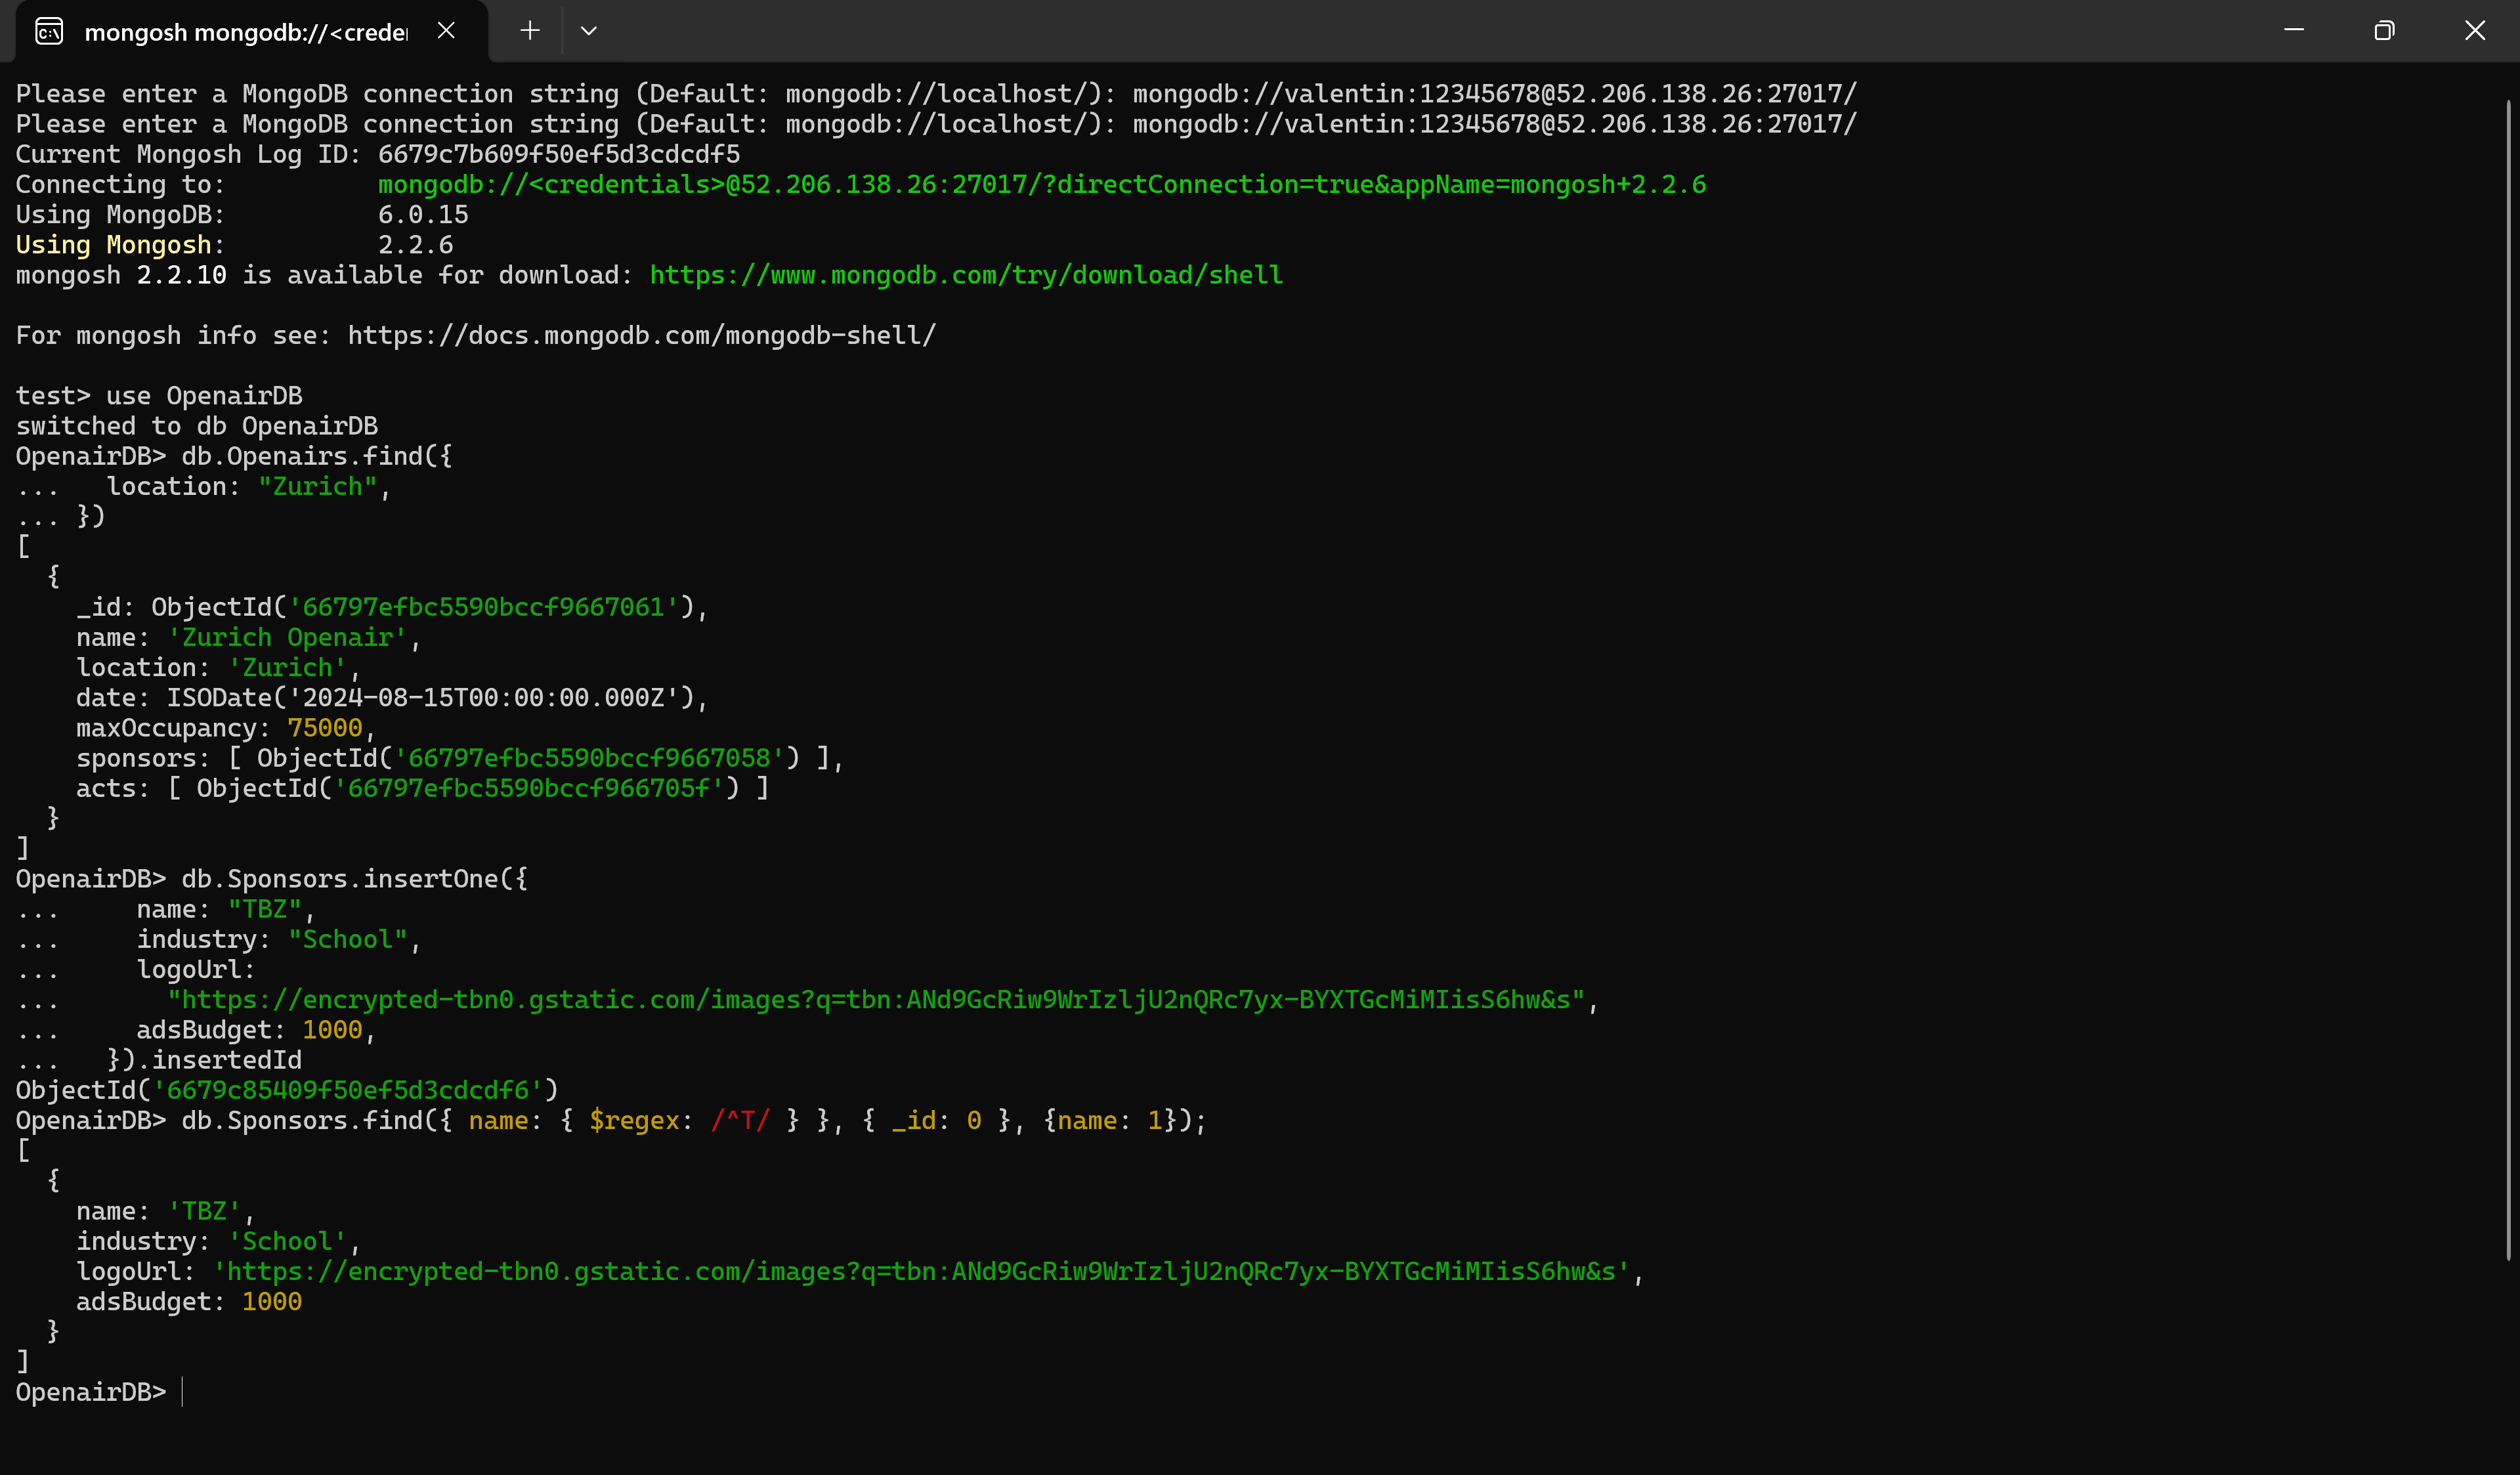 mongosh mongodb://<creder
Please enter a MongoDB connection string (Default: mongodb://localhost/): mongodb://valentin:12345678@52.206.138.26:27017/
Please enter a MongoDB connection string (Default: mongodb://localhost/): mongodb://valentin:12345678@52.206.138.26:27017/
Current Mongosh Log ID: 6679c7b609f50ef5d3cdcdf5
Connecting to:          mongodb://<credentials>@52.206.138.26:27017/?directConnection=true&appName=mongosh+2.2.6
Using MongoDB:          6.0.15
Using Mongosh:          2.2.6
mongosh 2.2.10 is available for download: https://www.mongodb.com/try/download/shell
For mongosh info see: https://docs.mongodb.com/mongodb-shell/
test> use OpenairDB
switched to db OpenairDB
OpenairDB> db.Openairs.find({
...   location: "Zurich",
... })
[
  {
    _id: ObjectId('66797efbc5590bccf9667061'),
    name: 'Zurich Openair',
    location: 'Zurich',
    date: ISODate('2024-08-15T00:00:00.000Z'),
    maxOccupancy: 75000,
    sponsors: [ ObjectId('66797efbc5590bccf9667058') ],
    acts: [ ObjectId('66797efbc5590bccf966705f') ]
  }
]
OpenairDB> db.Sponsors.insertOne({
...     name: "TBZ",
...     industry: "School",
...     logoUrl:
...       "https://encrypted-tbn0.gstatic.com/images?q=tbn:ANd9GcRiw9WrIzljU2nQRc7yx-BYXTGcMiMIisS6hw&s",
...     adsBudget: 1000,
...   }).insertedId
ObjectId('6679c85409f50ef5d3cdcdf6')
OpenairDB> db.Sponsors.find({ name: { $regex: /^T/ } }, { _id: 0 }, {name: 1});
[
  {
    name: 'TBZ',
    industry: 'School',
    logoUrl: 'https://encrypted-tbn0.gstatic.com/images?q=tbn:ANd9GcRiw9WrIzljU2nQRc7yx-BYXTGcMiMIisS6hw&s',
    adsBudget: 1000
  }
]
OpenairDB>